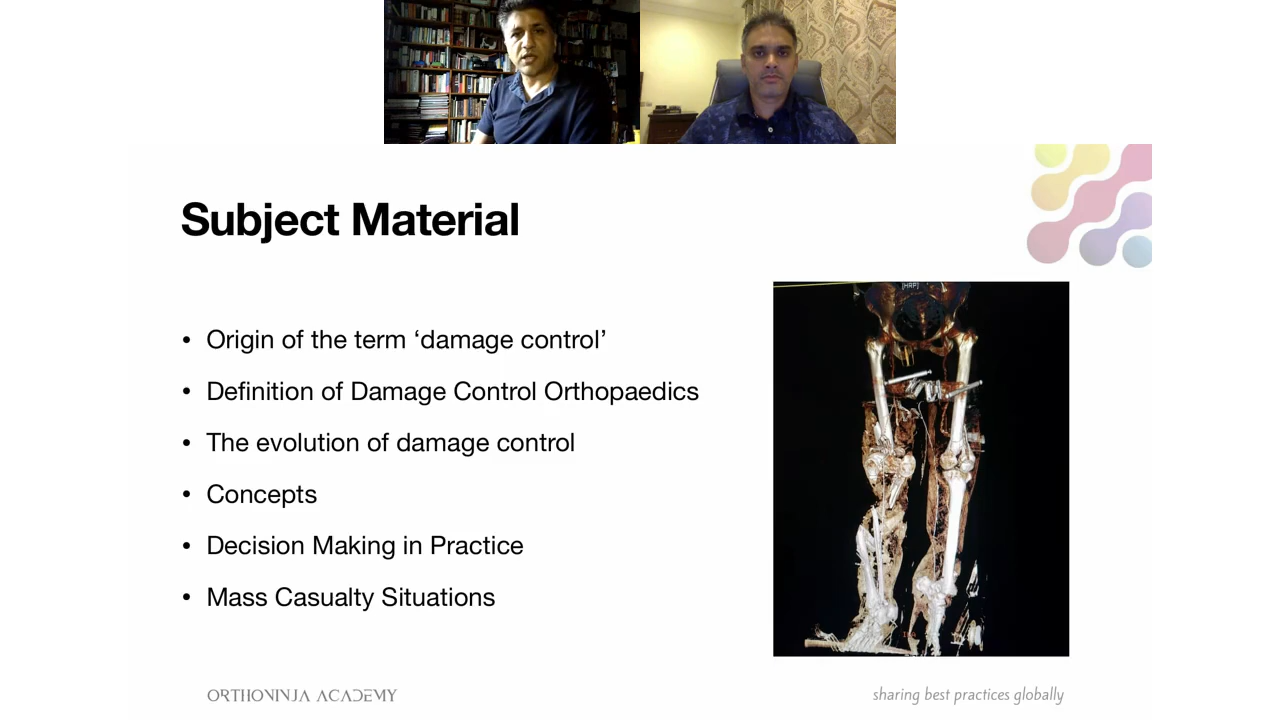 Subject Material
[HRP]
• Origin of the term ‘damage control’
• Definition of Damage Control Orthopaedics
• The evolution of damage control
• Concepts
• Decision Making in Practice
• Mass Casualty Situations
ORTHONINJA ACADEMY
sharing best practices globally